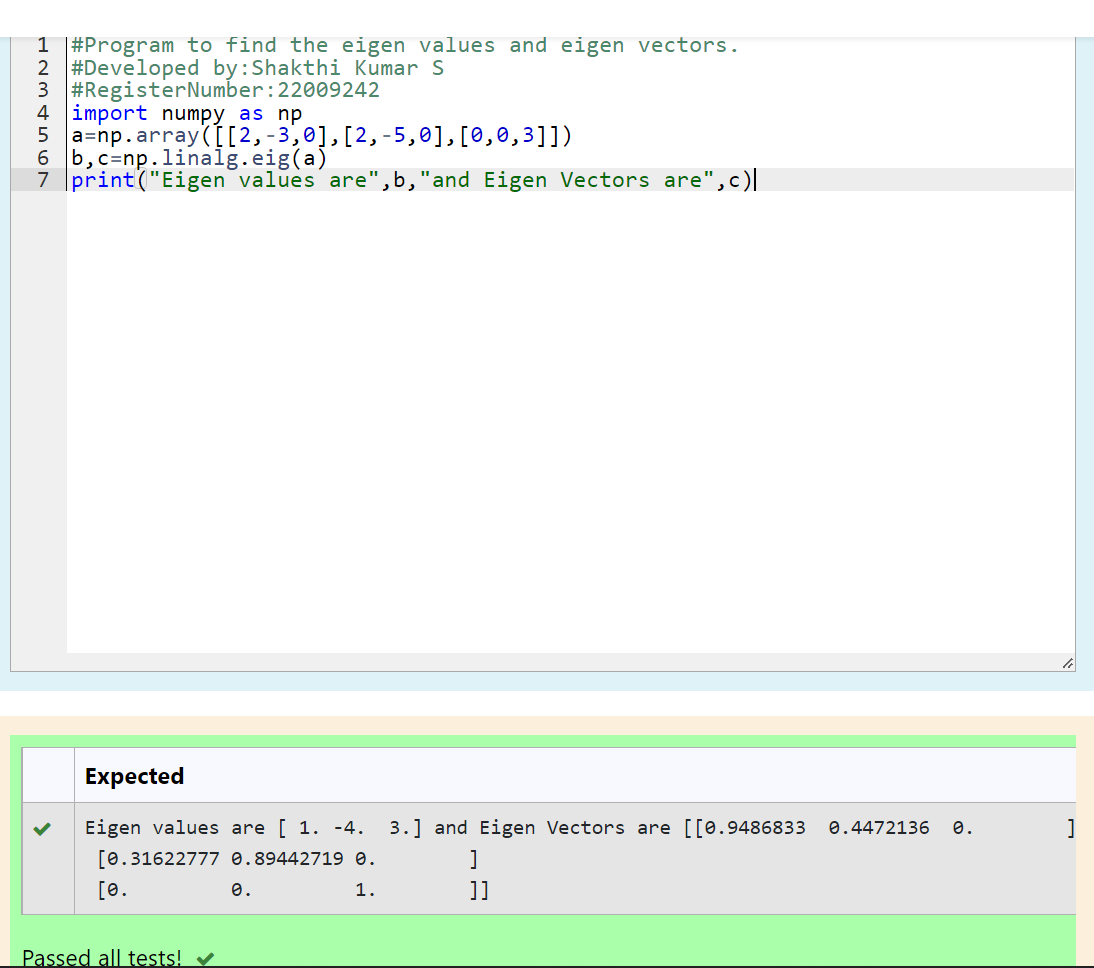 1 #Program to find the eigen values and eigen vectors.
2 #Developed by:Shakthi Kumar S
3 #RegisterNumber:22009242
4 import numpy as np
5 a=np.array([[2,-3,0],[2,-5,0],[0,0,3]])
6 b,c=np.linalg.eig(a)
7 print("Eigen values are",b,"and Eigen Vectors are",c)
Expected
Eigen values are [ 1. -4.  3.] and Eigen Vectors are [[0.9486833  0.4472136  0.        ]
 [0.31622777 0.89442719 0.        ]
 [0.         0.         1.        ]]
Passed all tests! ✔